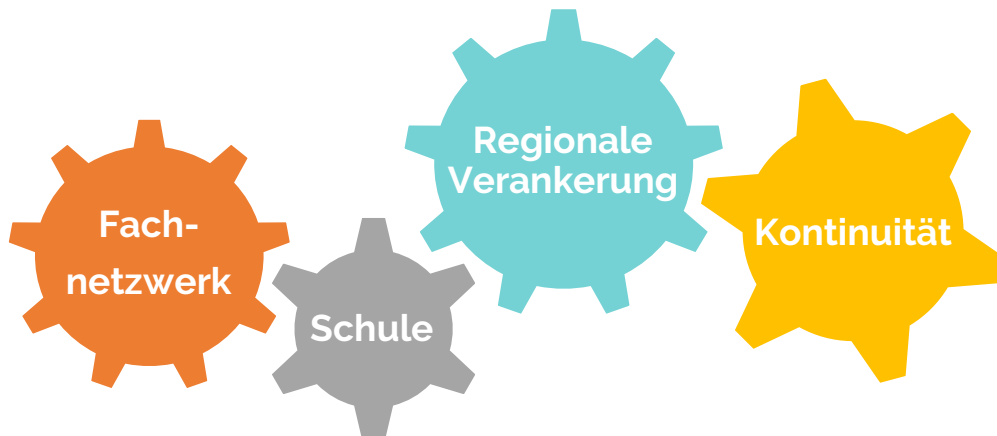 Fach-
netzwerk
Schule
Regionale
Verankerung
Kontinuität